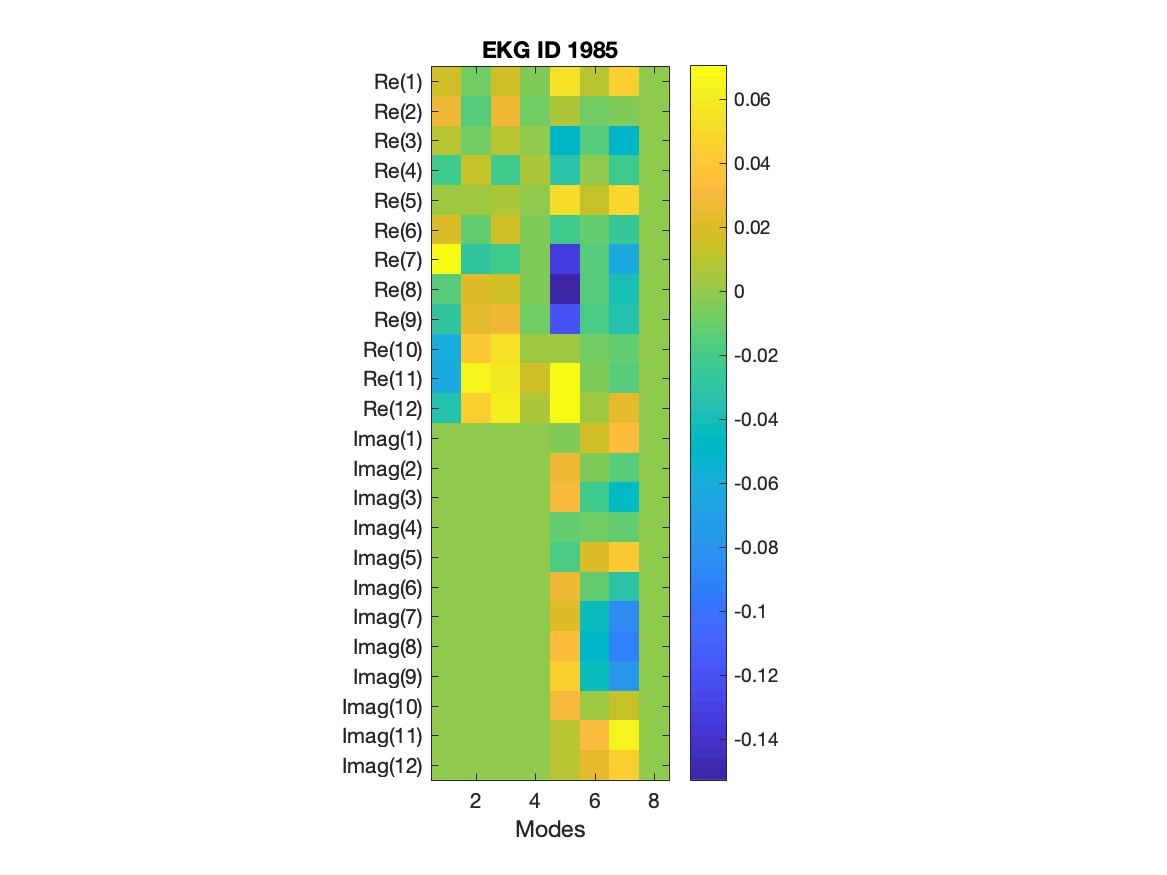 EKG ID 1985
Re(1)
Re(2)
Re(3)
Re(4)
Re(5)
Re(6)
Re(7)
Re(8)
Re(9)
Re(10)
Re(11)
Re(12)
Imag(1)
Imag(2)
Imag(3)
Imag(4)
Imag(5)
Imag(6)
Imag(7)
Imag(8)
Imag(9)
Imag(10)
Imag(11)
Imag(12)
2 4 6 8
Modes
0.06
0.04
0.02
0
-0.02
-0.04
-0.06
-0.08
-0.1
-0.12
-0.14